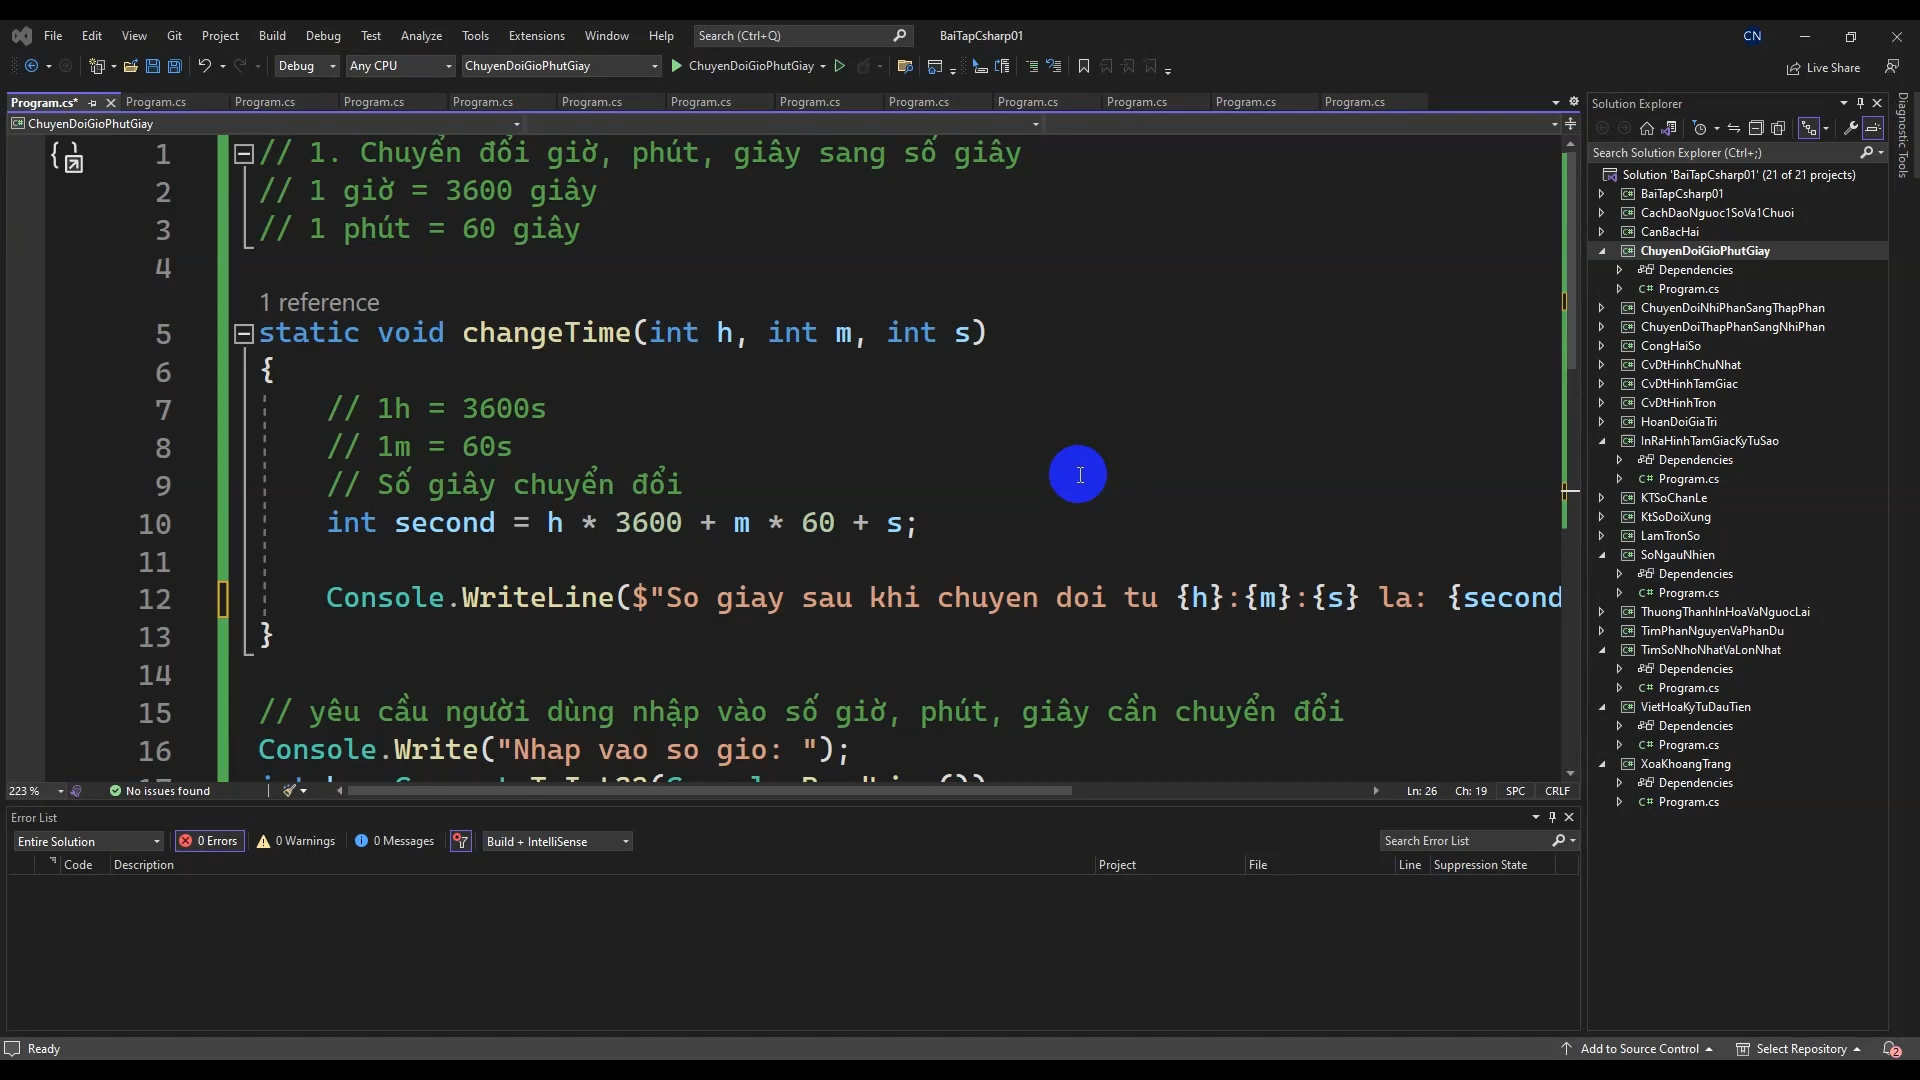 File Edit View Git Project Build Debug Test Analyze Tools Extensions Window Help Search (Ctrl+Q) BaiTapCsharp01 CN
Debug Any CPU ChuyenDoiGioPhutGiay ChuyenDoiGioPhutGiay Live Share
Program.cs* Program.cs Program.cs Program.cs Program.cs Program.cs Program.cs Program.cs Program.cs Program.cs Program.cs Program.cs Program.cs
ChuyenDoiGioPhutGiay
1 // 1. Chuyển đổi giờ, phút, giây sang số giây
2 // 1 giờ = 3600 giây
3 // 1 phút = 60 giây
4
1 reference
5 static void changeTime(int h, int m, int s)
6 {
7 // 1h = 3600s
8 // 1m = 60s
9 // Số giây chuyển đổi
10 int second = h * 3600 + m * 60 + s;
11
12 Console.WriteLine($"So giay sau khi chuyen doi tu {h}:{m}:{s} la: {second
13 }
14
15 // yêu cầu người dùng nhập vào số giờ, phút, giây cần chuyển đổi
16 Console.Write("Nhap vao so gio: ");
223 % No issues found Ln: 26 Ch: 19 SPC CRLF
Error List
Entire Solution 0 Errors 0 Warnings 0 Messages Build + IntelliSense Search Error List
Code Description Project File Line Suppression State
Solution Explorer
Search Solution Explorer (Ctrl+;)
Solution 'BaiTapCsharp01' (21 of 21 projects)
BaiTapCsharp01
CachDaoNguoc1SoVa1Chuoi
CanBacHai
ChuyenDoiGioPhutGiay
Dependencies
C# Program.cs
ChuyenDoiNhiPhanSangThapPhan
ChuyenDoiThapPhanSangNhiPhan
CongHaiSo
CvDtHinhChuNhat
CvDtHinhTamGiac
CvDtHinhTron
HoanDoiGiaTri
InRaHinhTamGiacKyTuSao
Dependencies
C# Program.cs
KTSoChanLe
KtSoDoiXung
LamTronSo
SoNgauNhien
Dependencies
C# Program.cs
ThuongThanhInHoaVaNguocLai
TimPhanNguyenVaPhanDu
TimSoNhoNhatVaLonNhat
Dependencies
C# Program.cs
VietHoaKyTuDauTien
Dependencies
C# Program.cs
XoaKhoangTrang
Dependencies
C# Program.cs
Diagnostic Tools
Ready Add to Source Control Select Repository 2